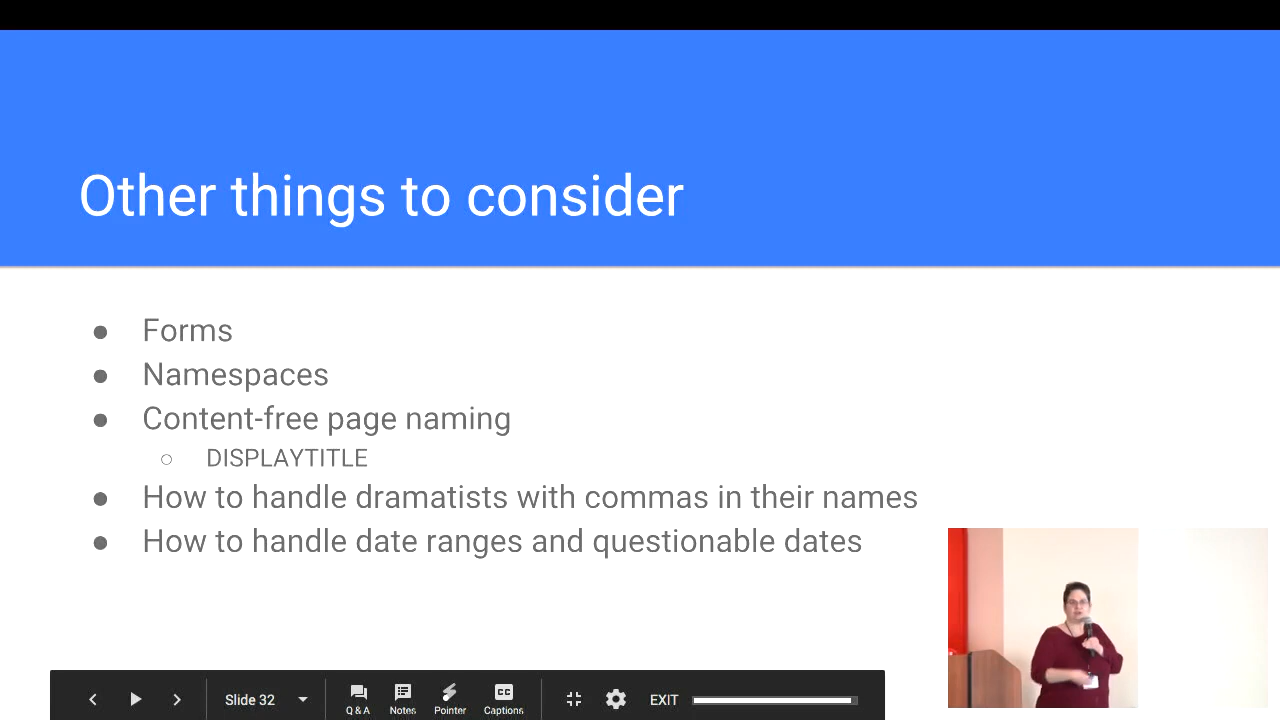 Other things to consider
● Forms
● Namespaces
● Content-free page naming
○ DISPLAYTITLE
● How to handle dramatists with commas in their names
● How to handle date ranges and questionable dates
Slide 32
Q & A
Notes
Pointer
CC
Captions
EXIT